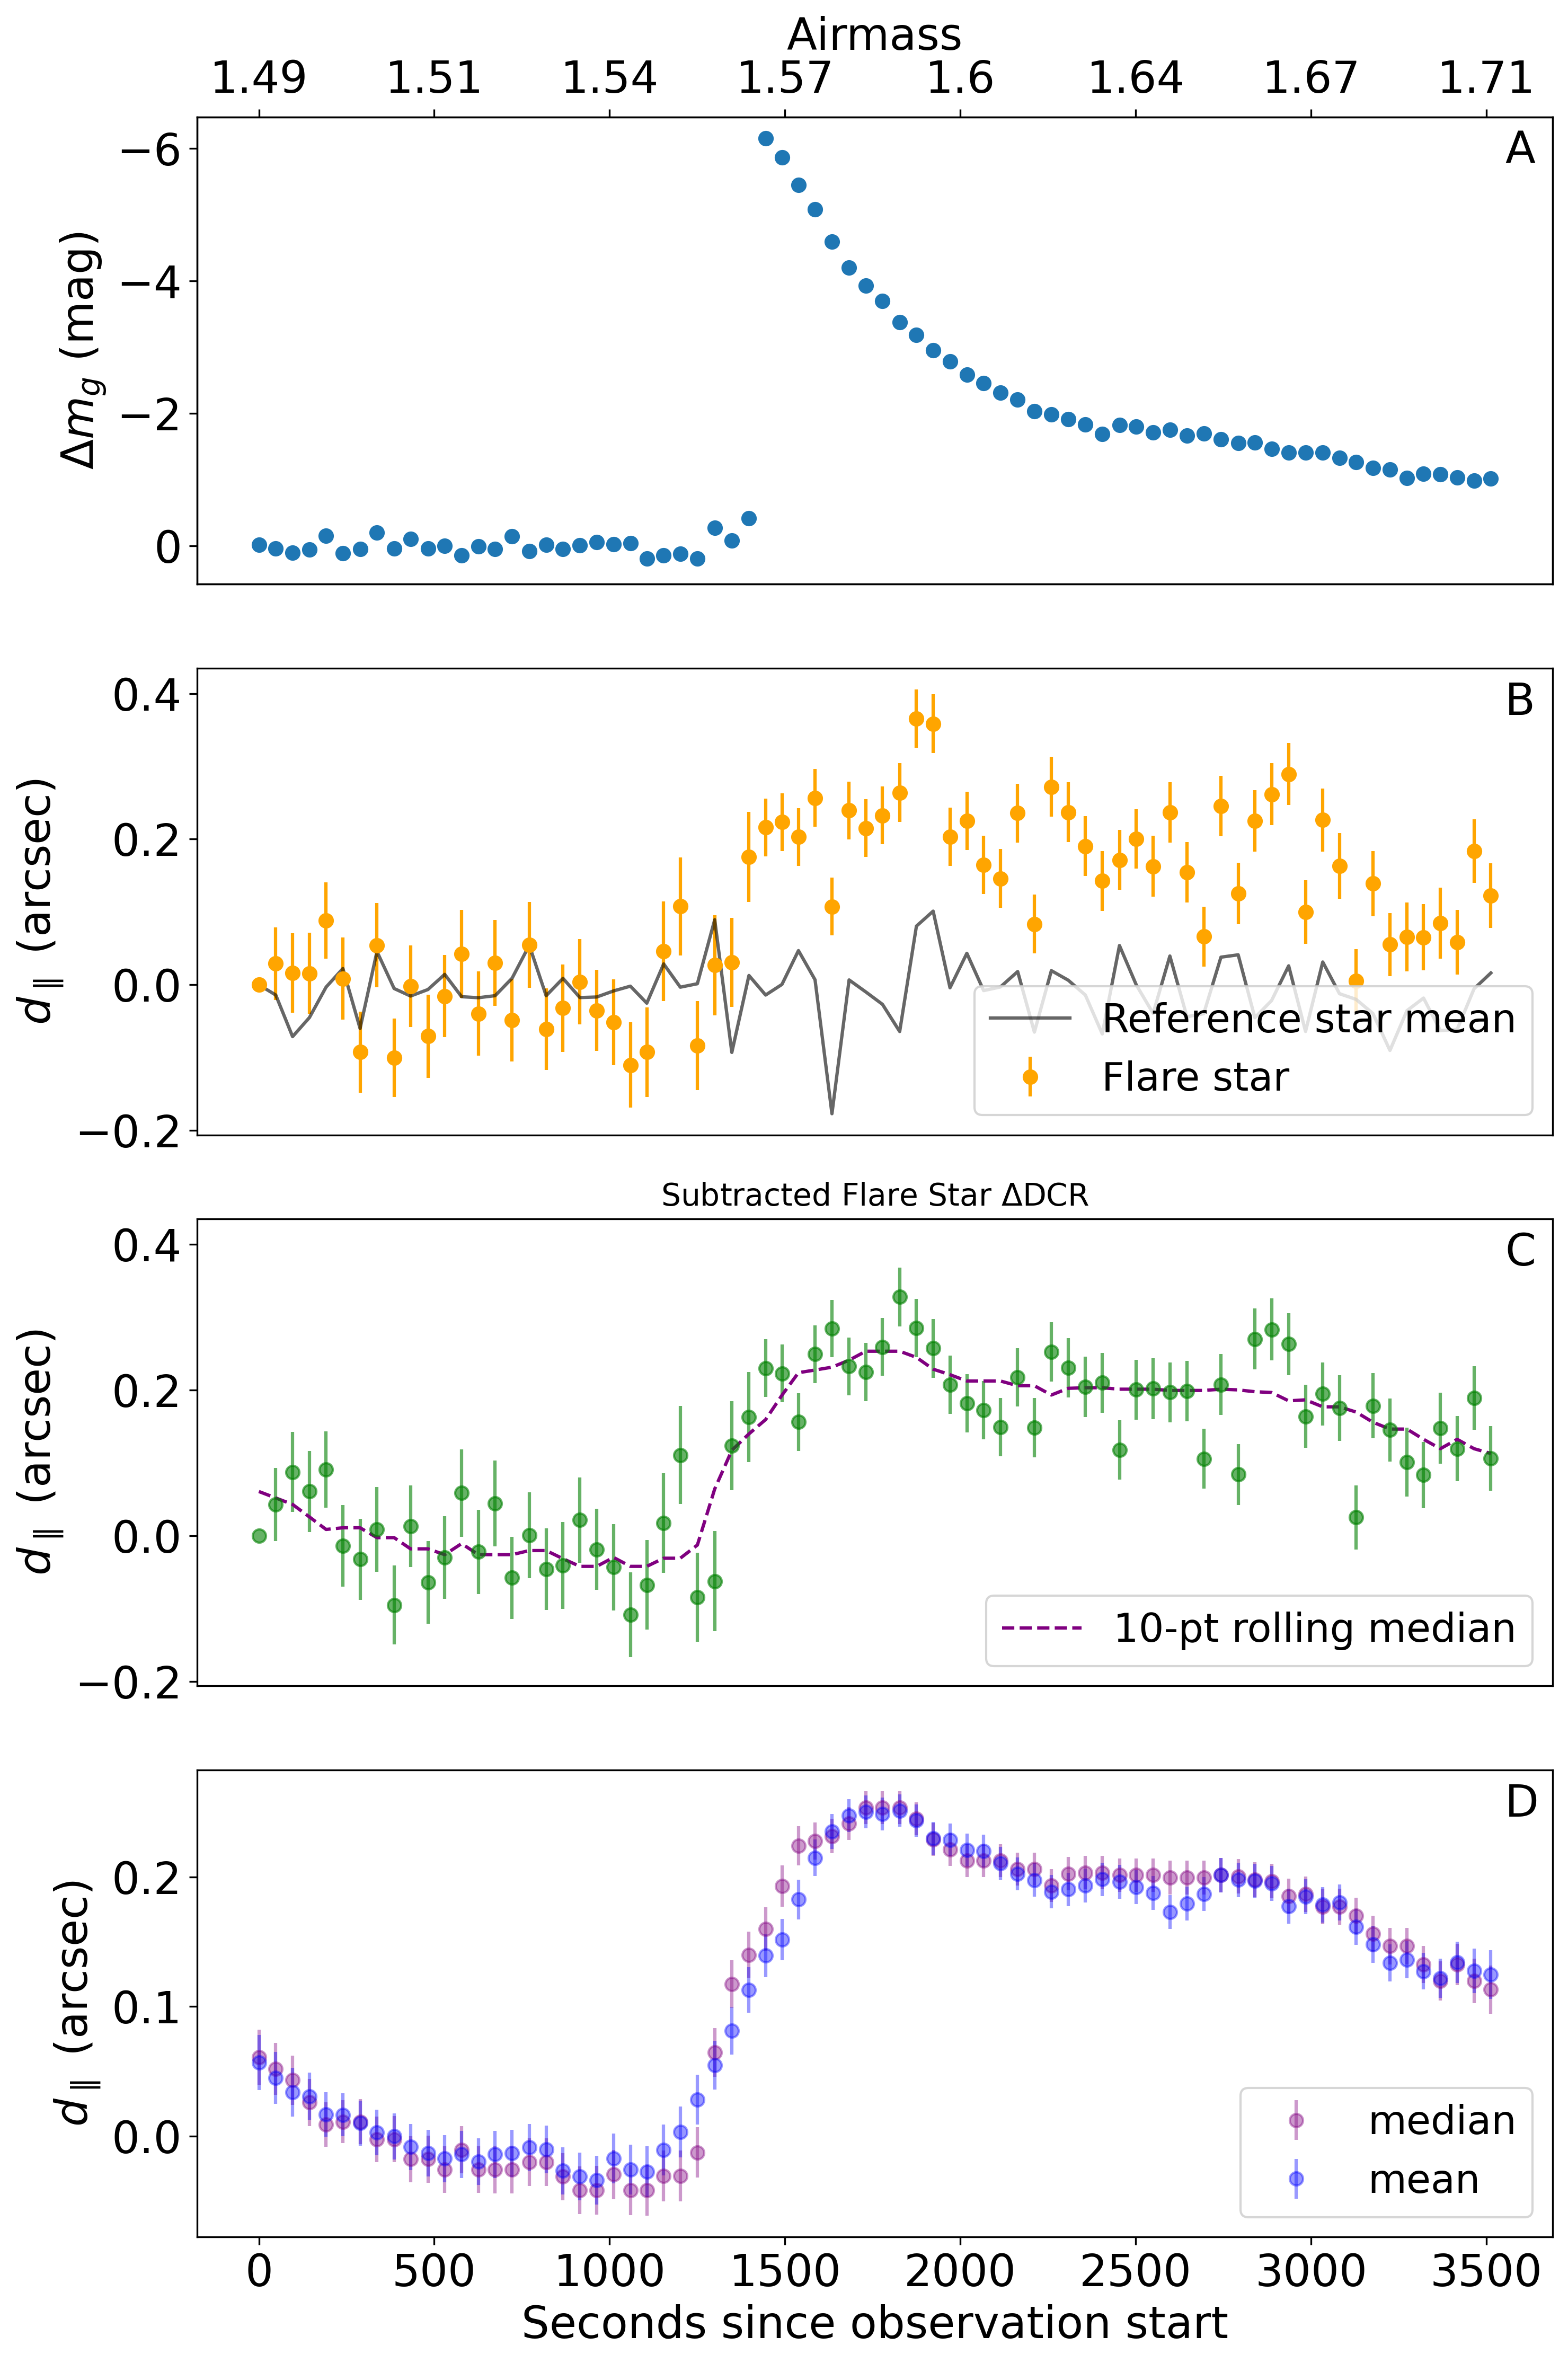 Airmass
1.49 1.51 1.54 1.57 1.6 1.64 1.67 1.71
A
−6
−4
−2
0
Δm_g (mag)
B
0.4
0.2
0.0
−0.2
d_∥ (arcsec)
Reference star mean
Flare star
Subtracted Flare Star ΔDCR
C
0.4
0.2
0.0
−0.2
d_∥ (arcsec)
10-pt rolling median
D
0.2
0.1
0.0
d_∥ (arcsec)
median
mean
0 500 1000 1500 2000 2500 3000 3500
Seconds since observation start